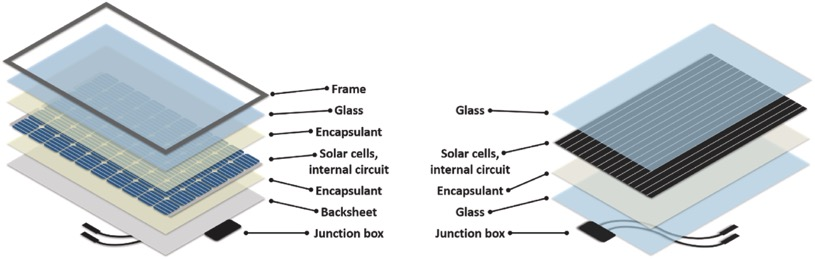 Frame
Glass
Encapsulant
Solar cells,
internal circuit
Encapsulant
Backsheet
Junction box
Glass
Solar cells,
internal circuit
Encapsulant
Glass
Junction box